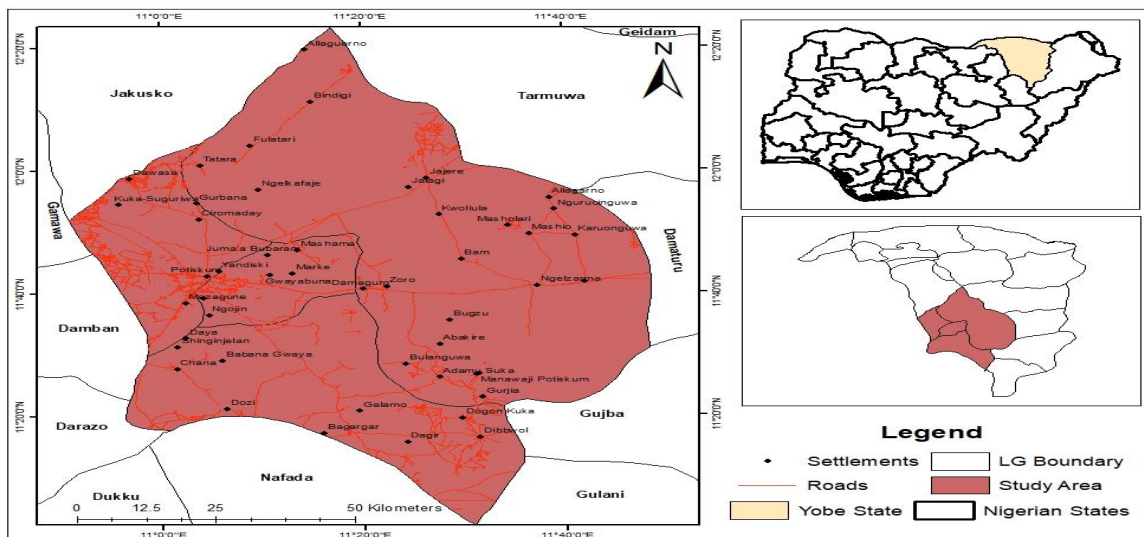 11°0'0"E
11°20'0"E
11°40'0"E
Geidam
12°20'0"N
12°20'0"N
Allaguerno
N
Jakusko
Bindigi
Tarmuwa
Fulatari
12°0'0"N
12°0'0"N
Tatara
Dawasa
Jajere
Jalagi
Ngelkafaje
Allagarno
Kuka-Suguriwa
Gurbana
Ngurucinguwa
Gamawa
Ciromaday
Kwoliula
Masholari
Mashio
Karuonguwa
Damaturu
Juma'a Bubaram
Mashama
Bam
Potiskum
Yandiski
Marke
Gwayabuna
Damagum
Zoro
Ngelzarma
11°40'0"N
11°40'0"N
Mazagune
Ngojin
Bugzu
Damban
Daya
Shinginjelan
Abakire
Chana
Babana Gwaya
Bulanguwa
Adamu Suka
Manawaji Potiskum
Gurjia
11°20'0"N
11°20'0"N
Dozi
Galamo
Dogon Kuka
Gujba
Darazo
Bagargar
Dagir
Dibbwol
Nafada
Dukku
Gulani
0 12.5 25 50 Kilometers
11°0'0"E
11°20'0"E
11°40'0"E
Legend
Settlements
LG Boundary
Roads
Study Area
Yobe State
Nigerian States